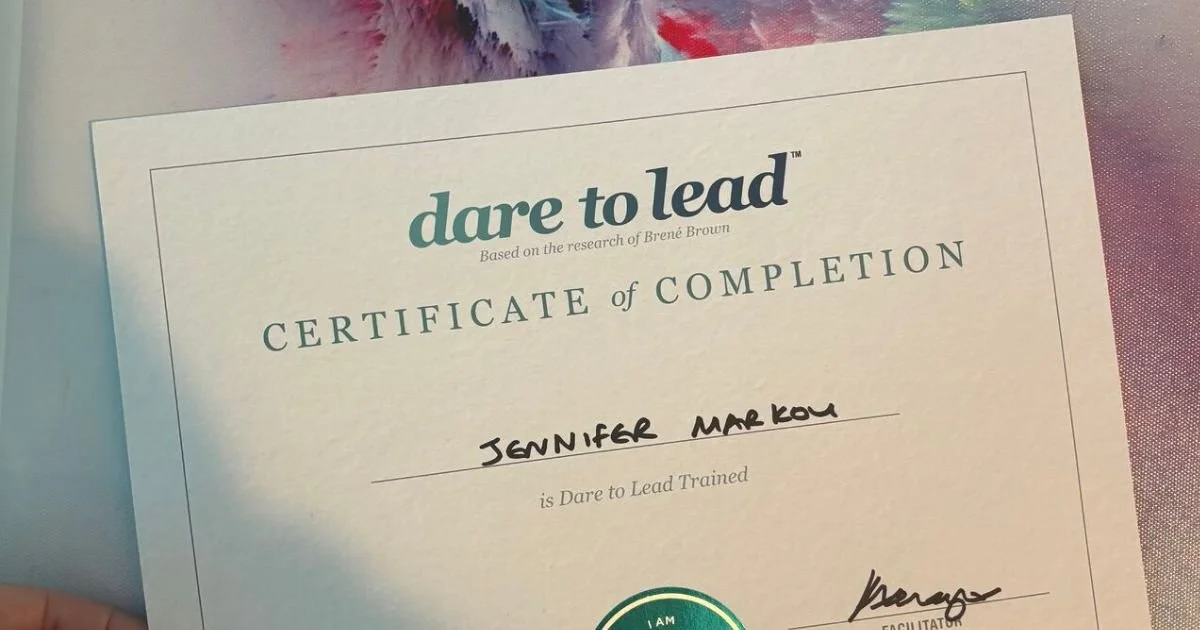 dare to lead™
Based on the research of Brené Brown
CERTIFICATE of COMPLETION
JENNIFER MARKOU
is Dare to Lead Trained
I AM
FACILITATOR